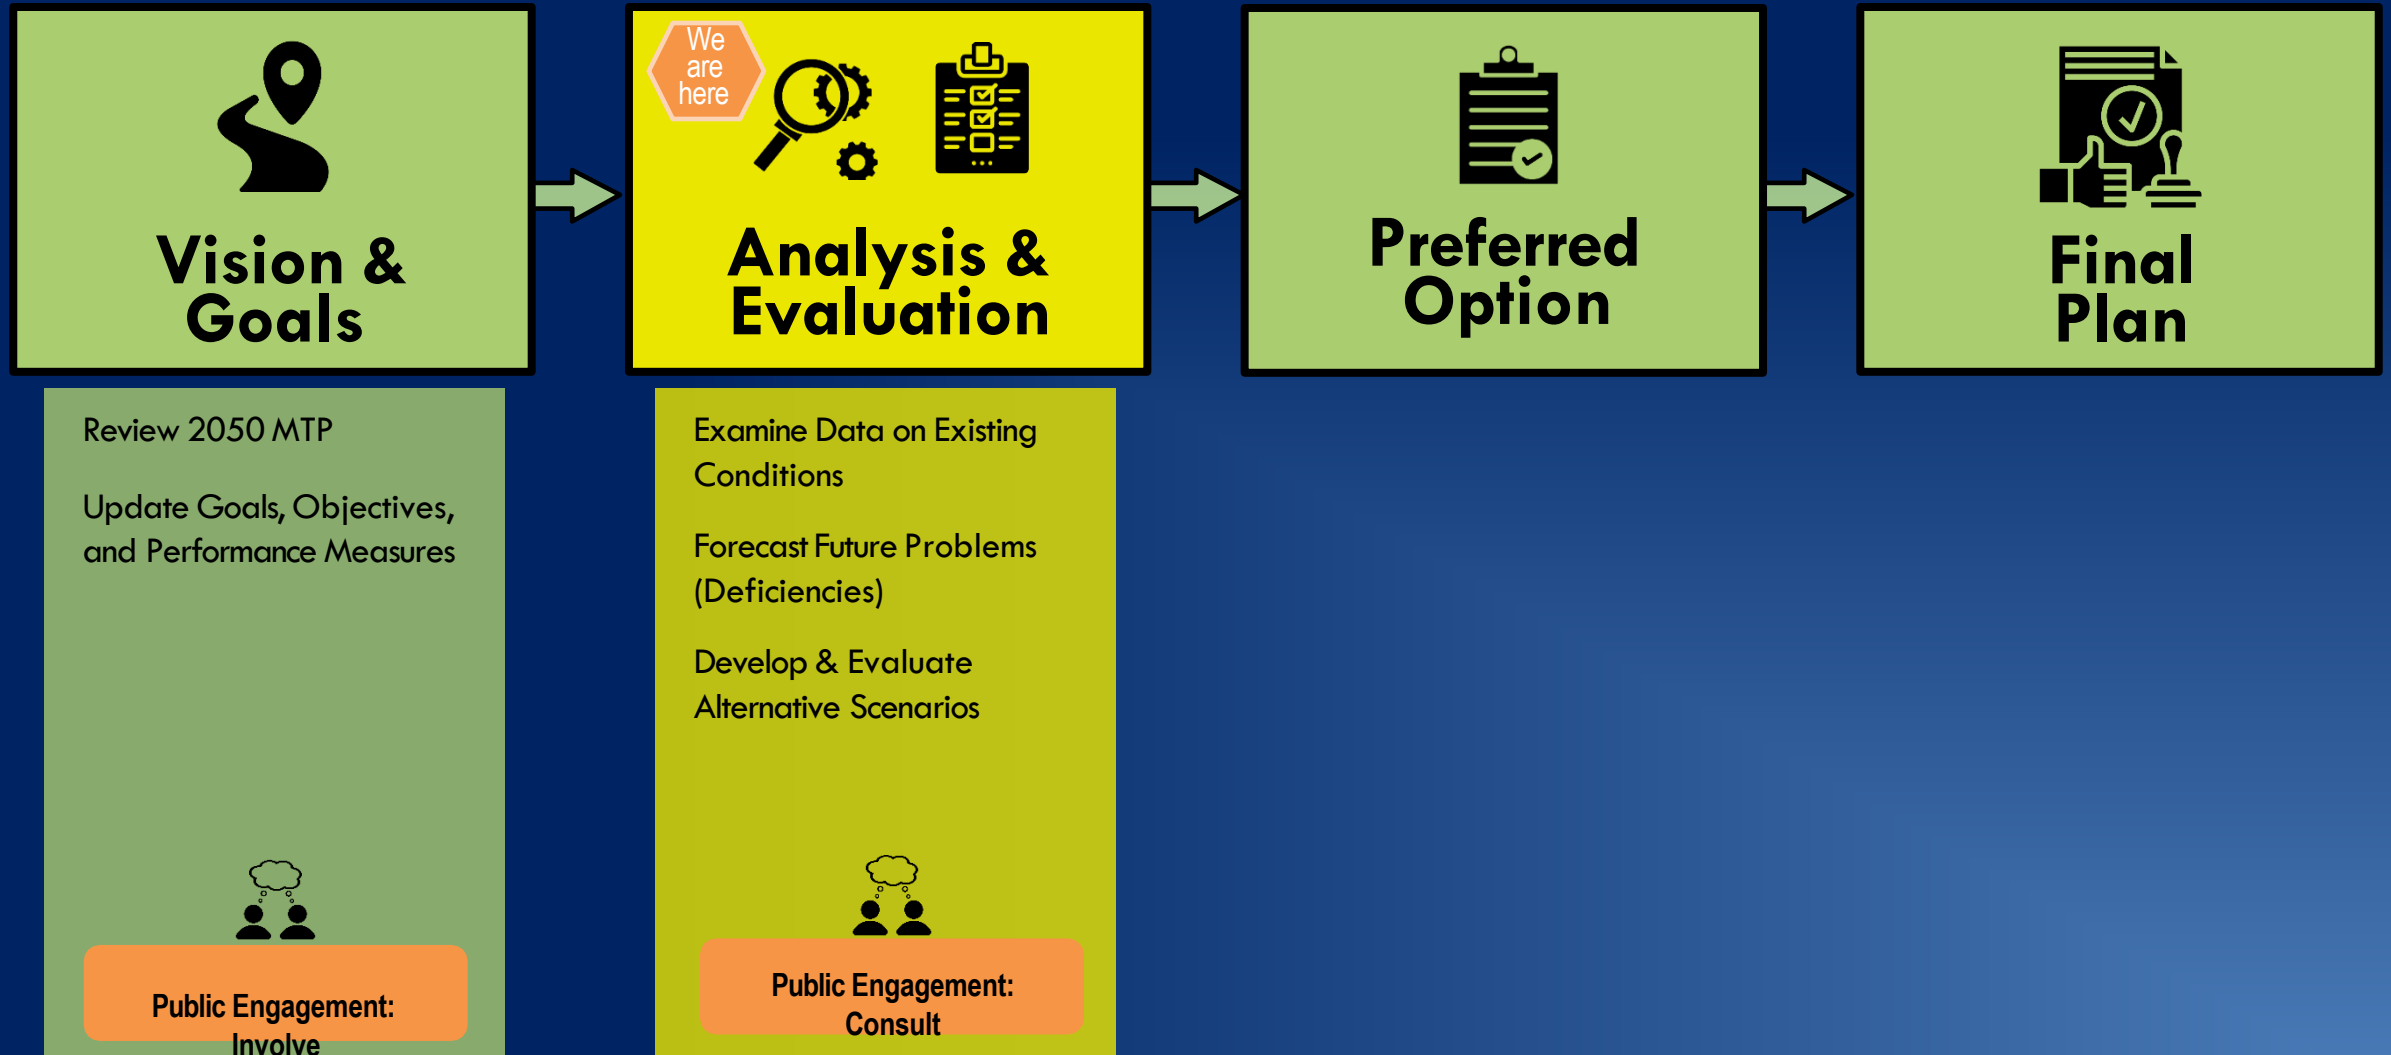 Vision &
Goals
We
are
here
Analysis &
Evaluation
Preferred
Option
Final
Plan
Review 2050 MTP
Update Goals, Objectives,
and Performance Measures
Public Engagement:
Involve
Examine Data on Existing
Conditions
Forecast Future Problems
(Deficiencies)
Develop & Evaluate
Alternative Scenarios
Public Engagement:
Consult